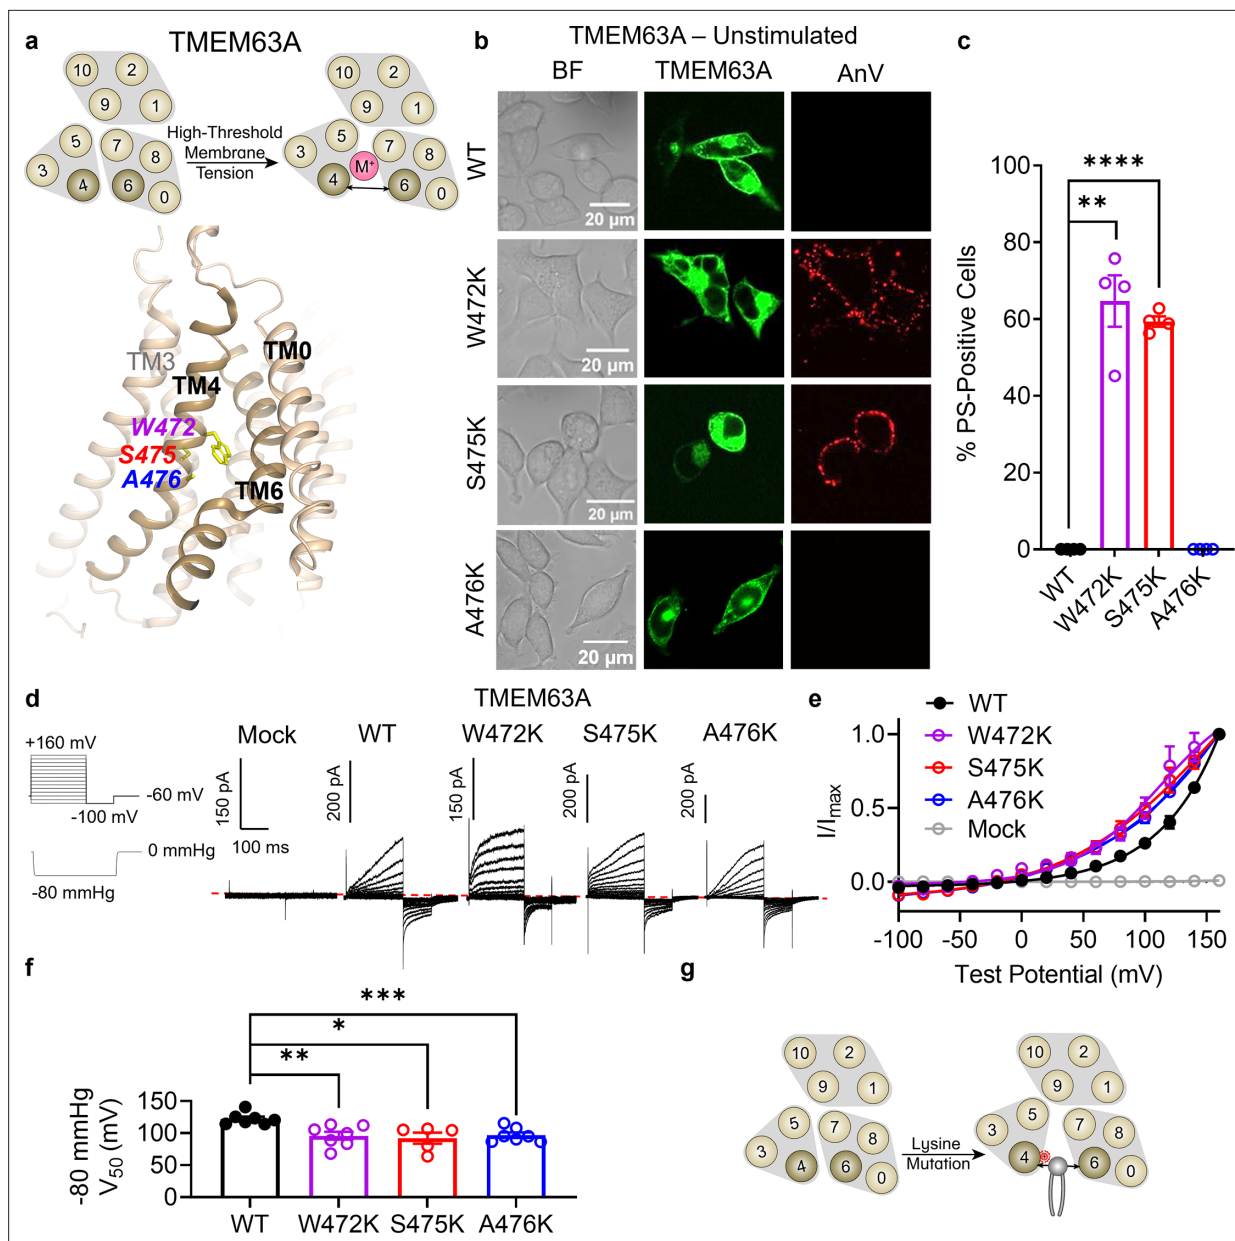 a
TMEM63A
10 2
9 1
5 7 8
3 4 6 0
High-Threshold
Membrane
Tension
10 2
9 1
5 7 8
3 M+ 4 6 0
TM3
TM0
TM4
W472
S475
A476
TM6
b
TMEM63A – Unstimulated
BF TMEM63A AnV
WT
20 µm
W472K
20 µm
S475K
20 µm
A476K
20 µm
c
% PS-Positive Cells
100
80
60
40
20
0
****
**
WT W472K S475K A476K
d
TMEM63A
+160 mV
-60 mV
-100 mV
0 mmHg
-80 mmHg
Mock WT W472K S475K A476K
150 pA
100 ms
200 pA
150 pA
200 pA
200 pA
e
WT
W472K
S475K
A476K
Mock
I/Imax
1.0
0.5
0.0
-100 -50 0 50 100 150
Test Potential (mV)
f
***
*
**
-80 mmHg
V50 (mV)
150
100
50
0
WT W472K S475K A476K
g
10 2
9 1
5 7 8
3 4 6 0
Lysine
Mutation
10 2
9 1
5 7 8
3 4 6 0